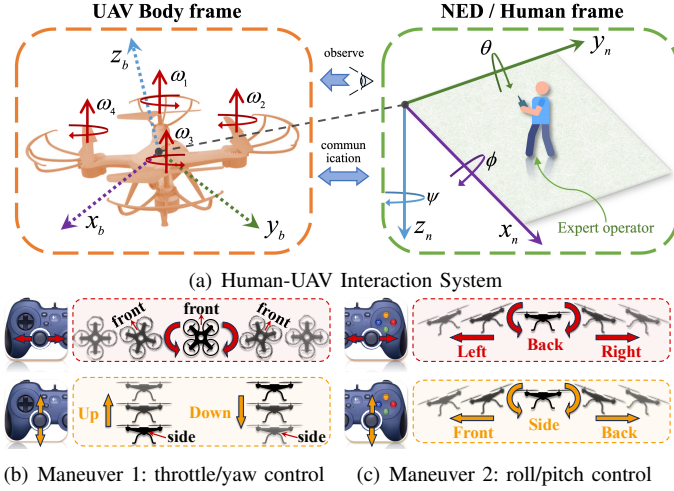 UAV Body frame
NED / Human frame
z_b
ω_1
ω_4
ω_2
ω_3
x_b
y_b
observe
commun
ication
θ
y_n
ϕ
ψ
z_n
x_n
Expert operator
(a) Human-UAV Interaction System
front
front
front
Left
Back
Right
Up
Down
side
side
Front
Side
Back
(b) Maneuver 1: throttle/yaw control
(c) Maneuver 2: roll/pitch control